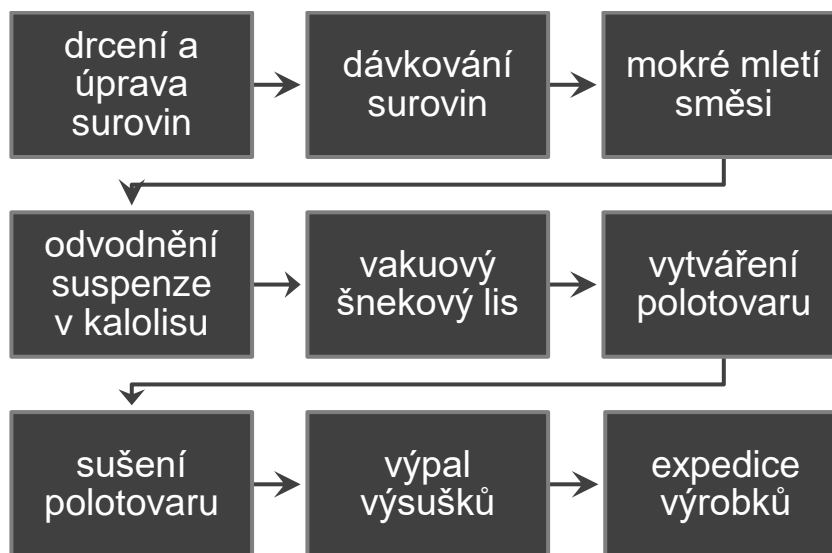 drcení a
úprava
surovin
dávkování
surovin
mokré mletí
směsi
odvodnění
suspenze
v kalolisu
vakuový
šnekový lis
vytváření
polotovaru
sušení
polotovaru
výpal
výsušků
expedice
výrobků